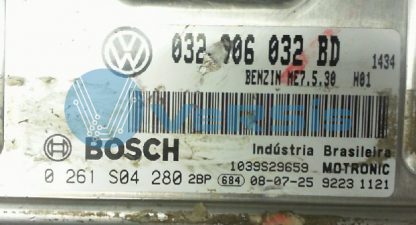 032 906 032 BD
1434
BENZIN ME7.5.30 H01
Versis
BOSCH
Indústria Brasileira
1039S29659 MOTRONIC
0 261 S04 280 2BP 684 08-07-25 9223 1121